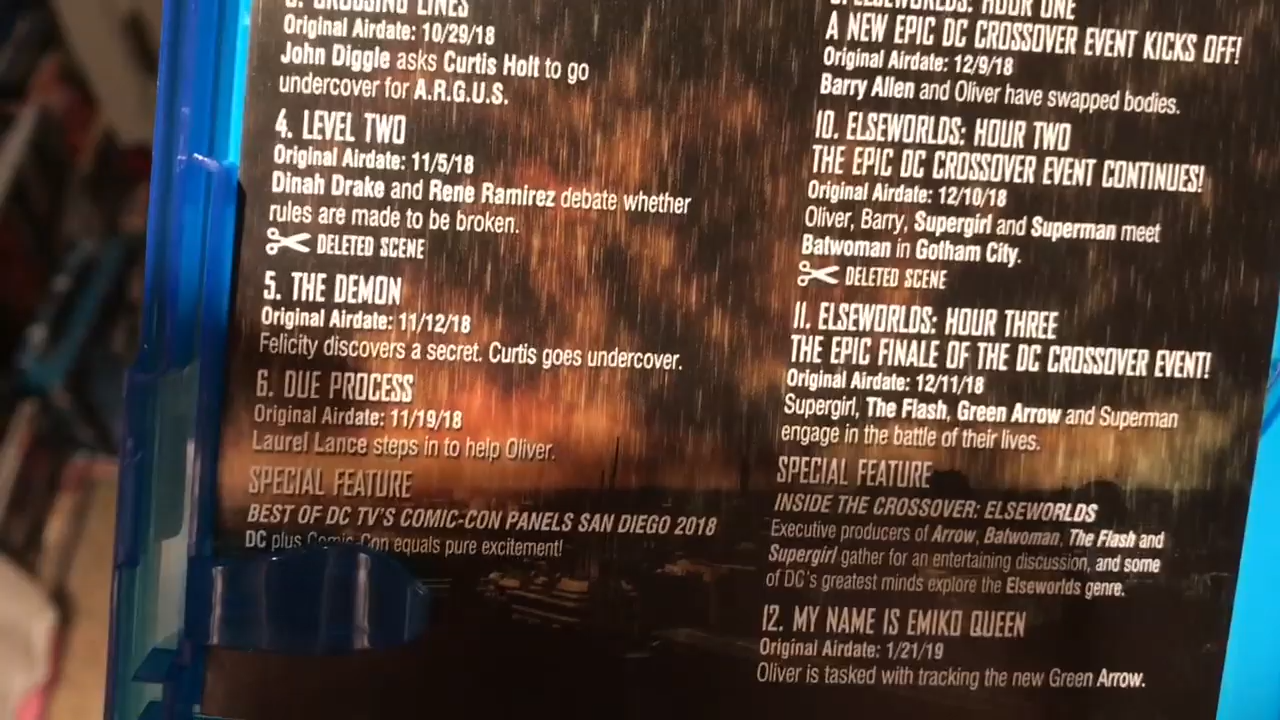 3. CROSSING LINES
Original Airdate: 10/29/18
John Diggle asks Curtis Holt to go
undercover for A.R.G.U.S.
4. LEVEL TWO
Original Airdate: 11/5/18
Dinah Drake and Rene Ramirez debate whether
rules are made to be broken.
DELETED SCENE
5. THE DEMON
Original Airdate: 11/12/18
Felicity discovers a secret. Curtis goes undercover.
6. DUE PROCESS
Original Airdate: 11/19/18
Laurel Lance steps in to help Oliver.
SPECIAL FEATURE
BEST OF DC TV'S COMIC-CON PANELS SAN DIEGO 2018
DC plus Comic-Con equals pure excitement!
ELSEWORLDS: HOUR ONE
A NEW EPIC DC CROSSOVER EVENT KICKS OFF!
Original Airdate: 12/9/18
Barry Allen and Oliver have swapped bodies.
10. ELSEWORLDS: HOUR TWO
THE EPIC DC CROSSOVER EVENT CONTINUES!
Original Airdate: 12/10/18
Oliver, Barry, Supergirl and Superman meet
Batwoman in Gotham City.
DELETED SCENE
11. ELSEWORLDS: HOUR THREE
THE EPIC FINALE OF THE DC CROSSOVER EVENT!
Original Airdate: 12/11/18
Supergirl, The Flash, Green Arrow and Superman
engage in the battle of their lives.
SPECIAL FEATURE
INSIDE THE CROSSOVER: ELSEWORLDS
Executive producers of Arrow, Batwoman, The Flash and
Supergirl gather for an entertaining discussion, and some
of DC's greatest minds explore the Elseworlds genre.
12. MY NAME IS EMIKO QUEEN
Original Airdate: 1/21/19
Oliver is tasked with tracking the new Green Arrow.